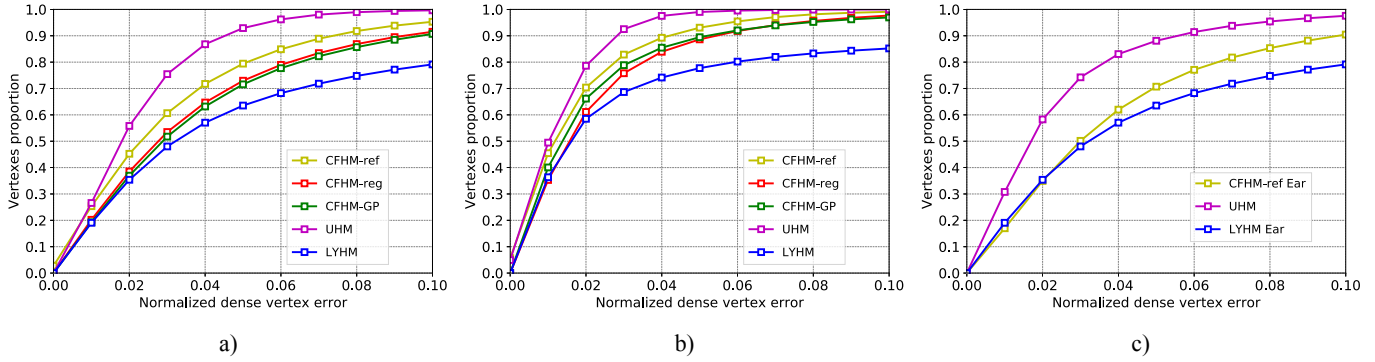 Vertexes proportion
1.0
0.9
0.8
0.7
0.6
0.5
0.4
0.3
0.2
0.1
0.0
CFHM-ref
CFHM-reg
CFHM-GP
UHM
LYHM
0.00 0.02 0.04 0.06 0.08 0.10
Normalized dense vertex error
a)
Vertexes proportion
1.0
0.9
0.8
0.7
0.6
0.5
0.4
0.3
0.2
0.1
0.0
CFHM-ref
CFHM-reg
CFHM-GP
UHM
LYHM
0.00 0.02 0.04 0.06 0.08 0.10
Normalized dense vertex error
b)
Vertexes proportion
1.0
0.9
0.8
0.7
0.6
0.5
0.4
0.3
0.2
0.1
0.0
CFHM-ref Ear
UHM
LYHM Ear
0.00 0.02 0.04 0.06 0.08 0.10
Normalized dense vertex error
c)